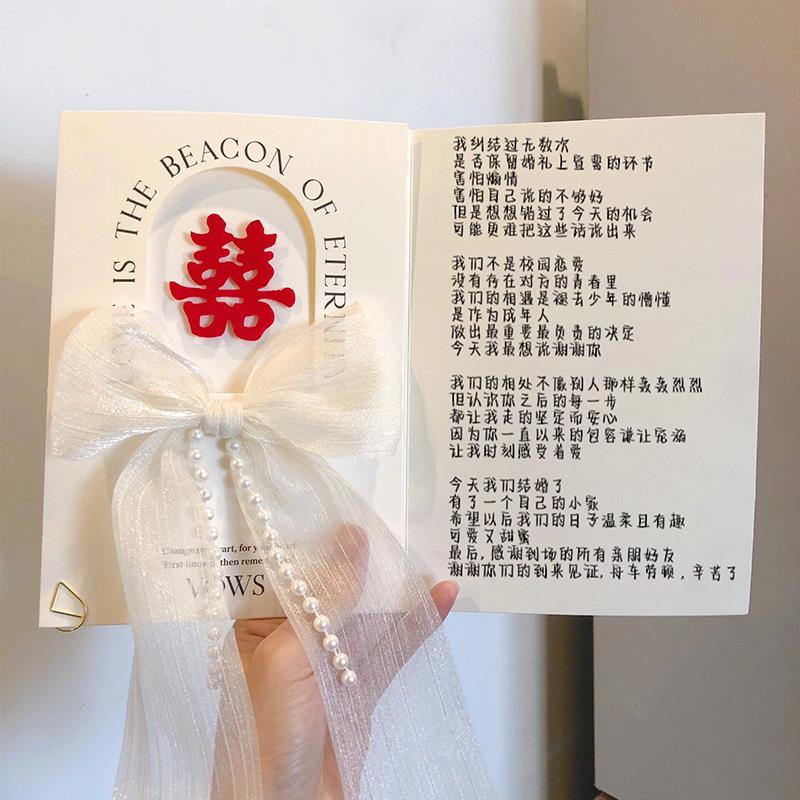 IS THE BEACON OF
囍
Change my heart, for your heart
First known, then reme
VOWS
我纠结过无数次
是否保留婚礼上宣誓的环节
害怕煽情
害怕自己说的不够好
但是想想错过了今天的机会
可能更难把这些话说出来
我们不是校园恋爱
没有存在对方的青春里
我们的相遇是褪去少年的懵懂
是作为成年人
做出最重要最负责的决定
今天我最想说谢谢你
我们的相处不像别人那样轰轰烈烈
但认识你之后的每一步
都让我走的坚定而安心
因为你一直以来的包容谦让宠溺
让我时刻感受着爱
今天我们结婚了
有了一个自己的小家
希望以后我们的日子温柔且有趣
可爱又甜蜜
最后,感谢到场的所有亲朋好友
谢谢你们的到来见证,舟车劳顿,辛苦了